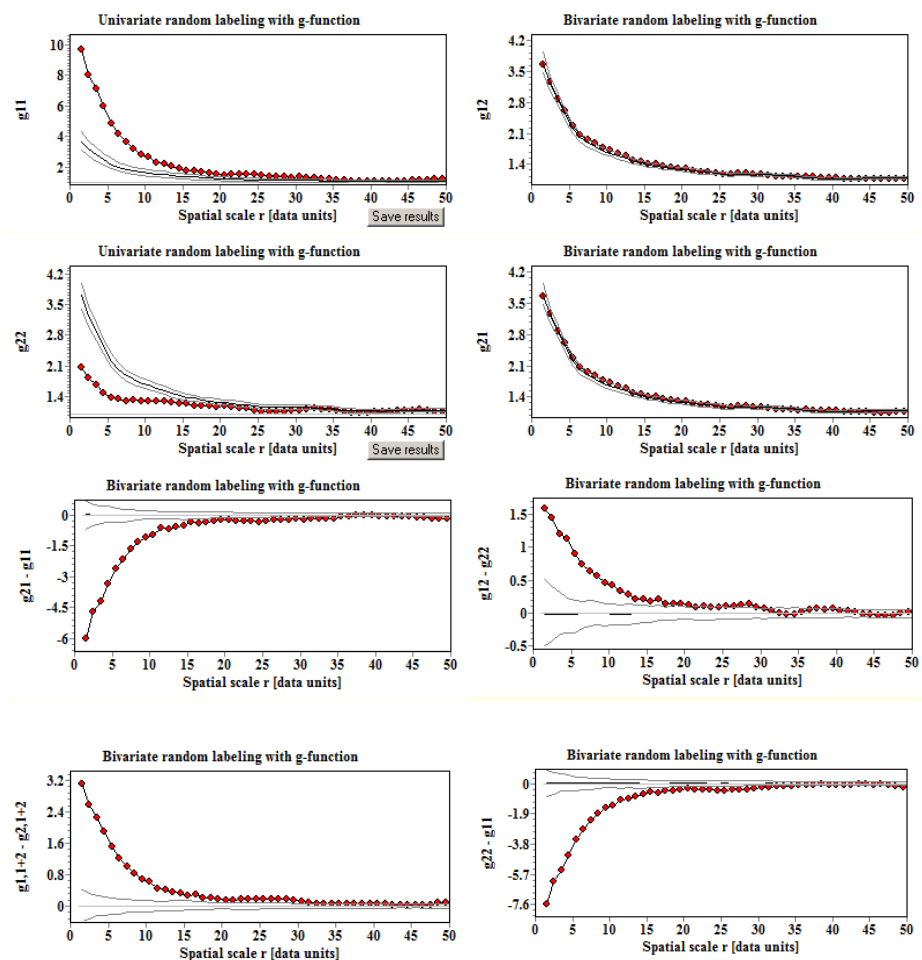 Univariate random labeling with g-function
g11
10
8
6
4
2
0 5 10 15 20 25 30 35 40 45 50
Spatial scale r [data units]
Save results
Bivariate random labeling with g-function
g12
4.2
3.5
2.8
2.1
1.4
0 5 10 15 20 25 30 35 40 45 50
Spatial scale r [data units]
Univariate random labeling with g-function
g22
4.2
3.5
2.8
2.1
1.4
0 5 10 15 20 25 30 35 40 45 50
Spatial scale r [data units]
Save results
Bivariate random labeling with g-function
g21
4.2
3.5
2.8
2.1
1.4
0 5 10 15 20 25 30 35 40 45 50
Spatial scale r [data units]
Bivariate random labeling with g-function
g21 - g11
0
-1.5
-3
-4.5
-6
0 5 10 15 20 25 30 35 40 45 50
Spatial scale r [data units]
Bivariate random labeling with g-function
g12 - g22
1.5
1
0.5
0
-0.5
0 5 10 15 20 25 30 35 40 45 50
Spatial scale r [data units]
Bivariate random labeling with g-function
g1,1+2 - g2,1+2
3.2
2.4
1.6
0.8
0
0 5 10 15 20 25 30 35 40 45 50
Spatial scale r [data units]
Bivariate random labeling with g-function
g22 - g11
0
-1.9
-3.8
-5.7
-7.6
0 5 10 15 20 25 30 35 40 45 50
Spatial scale r [data units]